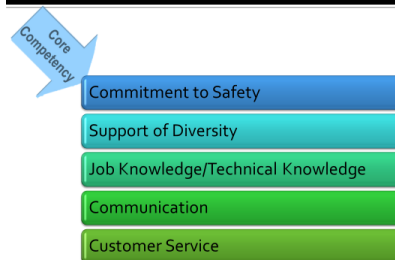 Core
Competency
Commitment to Safety
Support of Diversity
Job Knowledge/Technical Knowledge
Communication
Customer Service